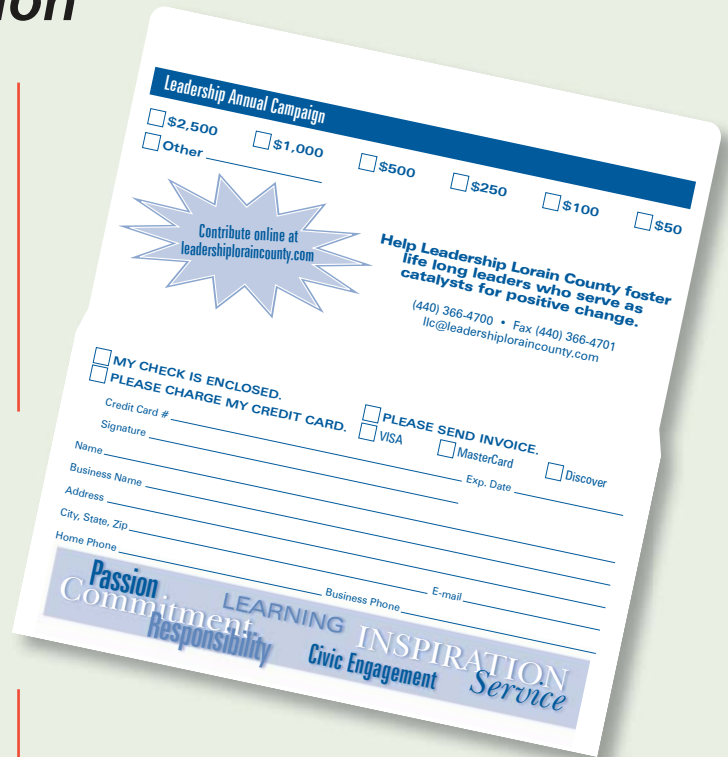 Leadership Annual Campaign
$2,500 $1,000 $500 $250 $100 $50
Other
Contribute online at
leadershiploraincounty.com
Help Leadership Lorain County foster
life long leaders who serve as
catalysts for positive change.
(440) 366-4700 • Fax (440) 366-4701
llc@leadershiploraincounty.com
MY CHECK IS ENCLOSED. PLEASE SEND INVOICE.
PLEASE CHARGE MY CREDIT CARD. VISA MasterCard Discover
Credit Card # Exp. Date
Signature
Name
Business Name
Address
City, State, Zip E-mail
Home Phone Business Phone
Passion
Commitment
LEARNING
Responsibility
INSPIRATION
Civic Engagement
Service